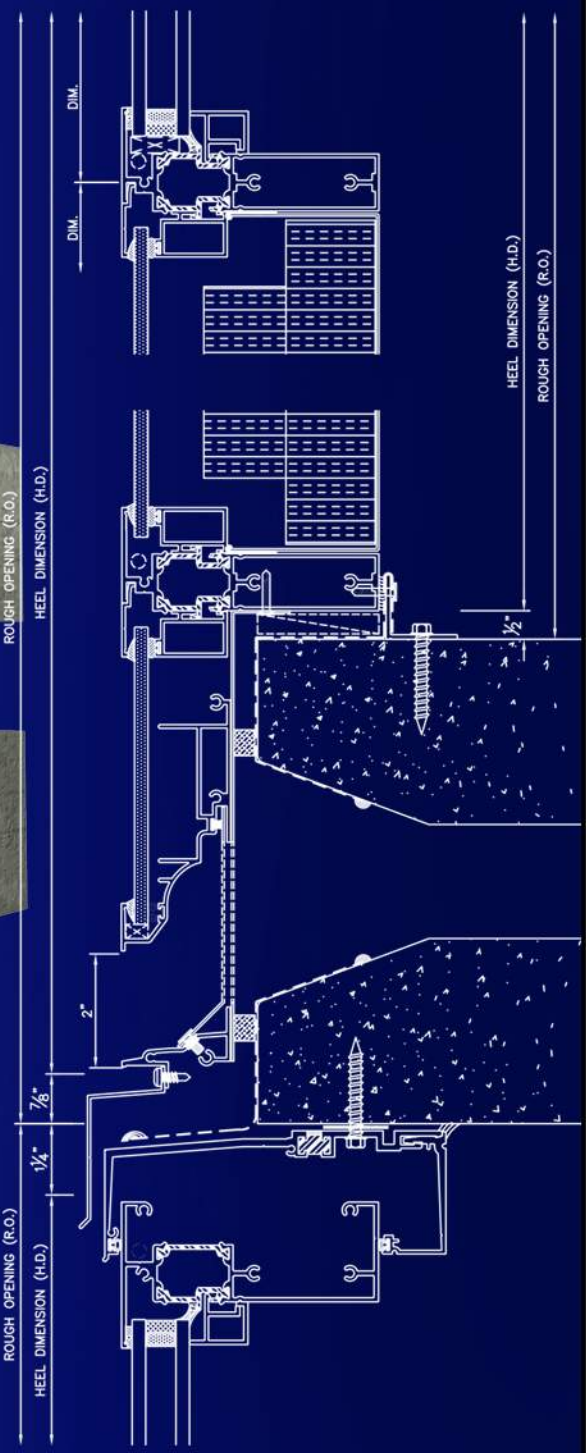 ROUGH OPENING (R.O.)
HEEL DIMENSION (H.D.)
DIM.
DIM.
HEEL DIMENSION (H.D.)
ROUGH OPENING (R.O.)
½"
2"
⅞"
1¼"
ROUGH OPENING (R.O.)
HEEL DIMENSION (H.D.)